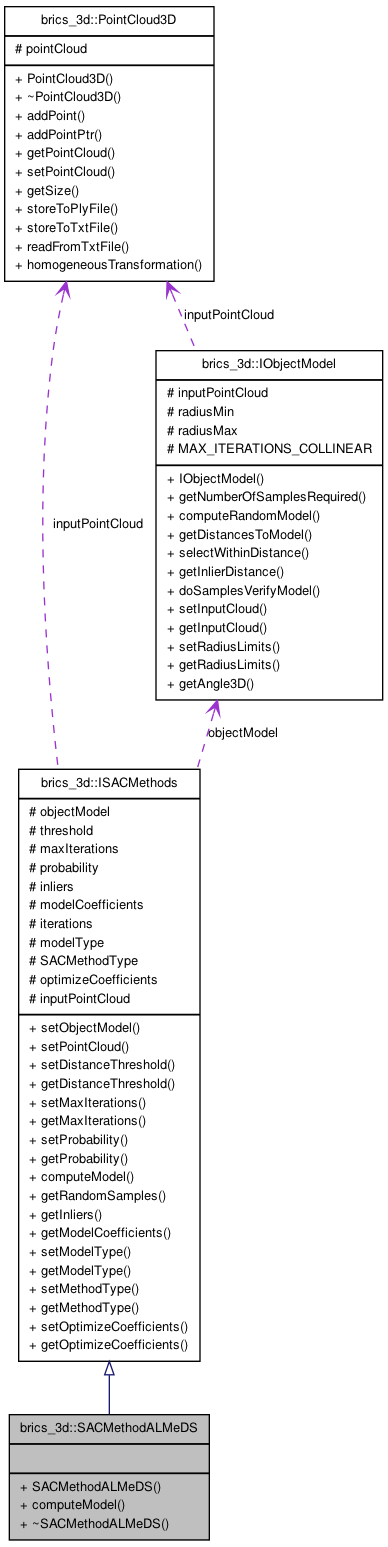 brics_3d::PointCloud3D
# pointCloud
+ PointCloud3D()
+ ~PointCloud3D()
+ addPoint()
+ addPointPtr()
+ getPointCloud()
+ setPointCloud()
+ getSize()
+ storeToPlyFile()
+ storeToTxtFile()
+ readFromTxtFile()
+ homogeneousTransformation()
inputPointCloud
brics_3d::IObjectModel
# inputPointCloud
# radiusMin
# radiusMax
# MAX_ITERATIONS_COLLINEAR
+ IObjectModel()
+ getNumberOfSamplesRequired()
+ computeRandomModel()
+ getDistancesToModel()
+ selectWithinDistance()
+ getInlierDistance()
+ doSamplesVerifyModel()
+ setInputCloud()
+ getInputCloud()
+ setRadiusLimits()
+ getRadiusLimits()
+ getAngle3D()
inputPointCloud
objectModel
brics_3d::ISACMethods
# objectModel
# threshold
# maxIterations
# probability
# inliers
# modelCoefficients
# iterations
# modelType
# SACMethodType
# optimizeCoefficients
# inputPointCloud
+ setObjectModel()
+ setPointCloud()
+ setDistanceThreshold()
+ getDistanceThreshold()
+ setMaxIterations()
+ getMaxIterations()
+ setProbability()
+ getProbability()
+ computeModel()
+ getRandomSamples()
+ getInliers()
+ getModelCoefficients()
+ setModelType()
+ getModelType()
+ setMethodType()
+ getMethodType()
+ setOptimizeCoefficients()
+ getOptimizeCoefficients()
brics_3d::SACMethodALMeDS
+ SACMethodALMeDS()
+ computeModel()
+ ~SACMethodALMeDS()